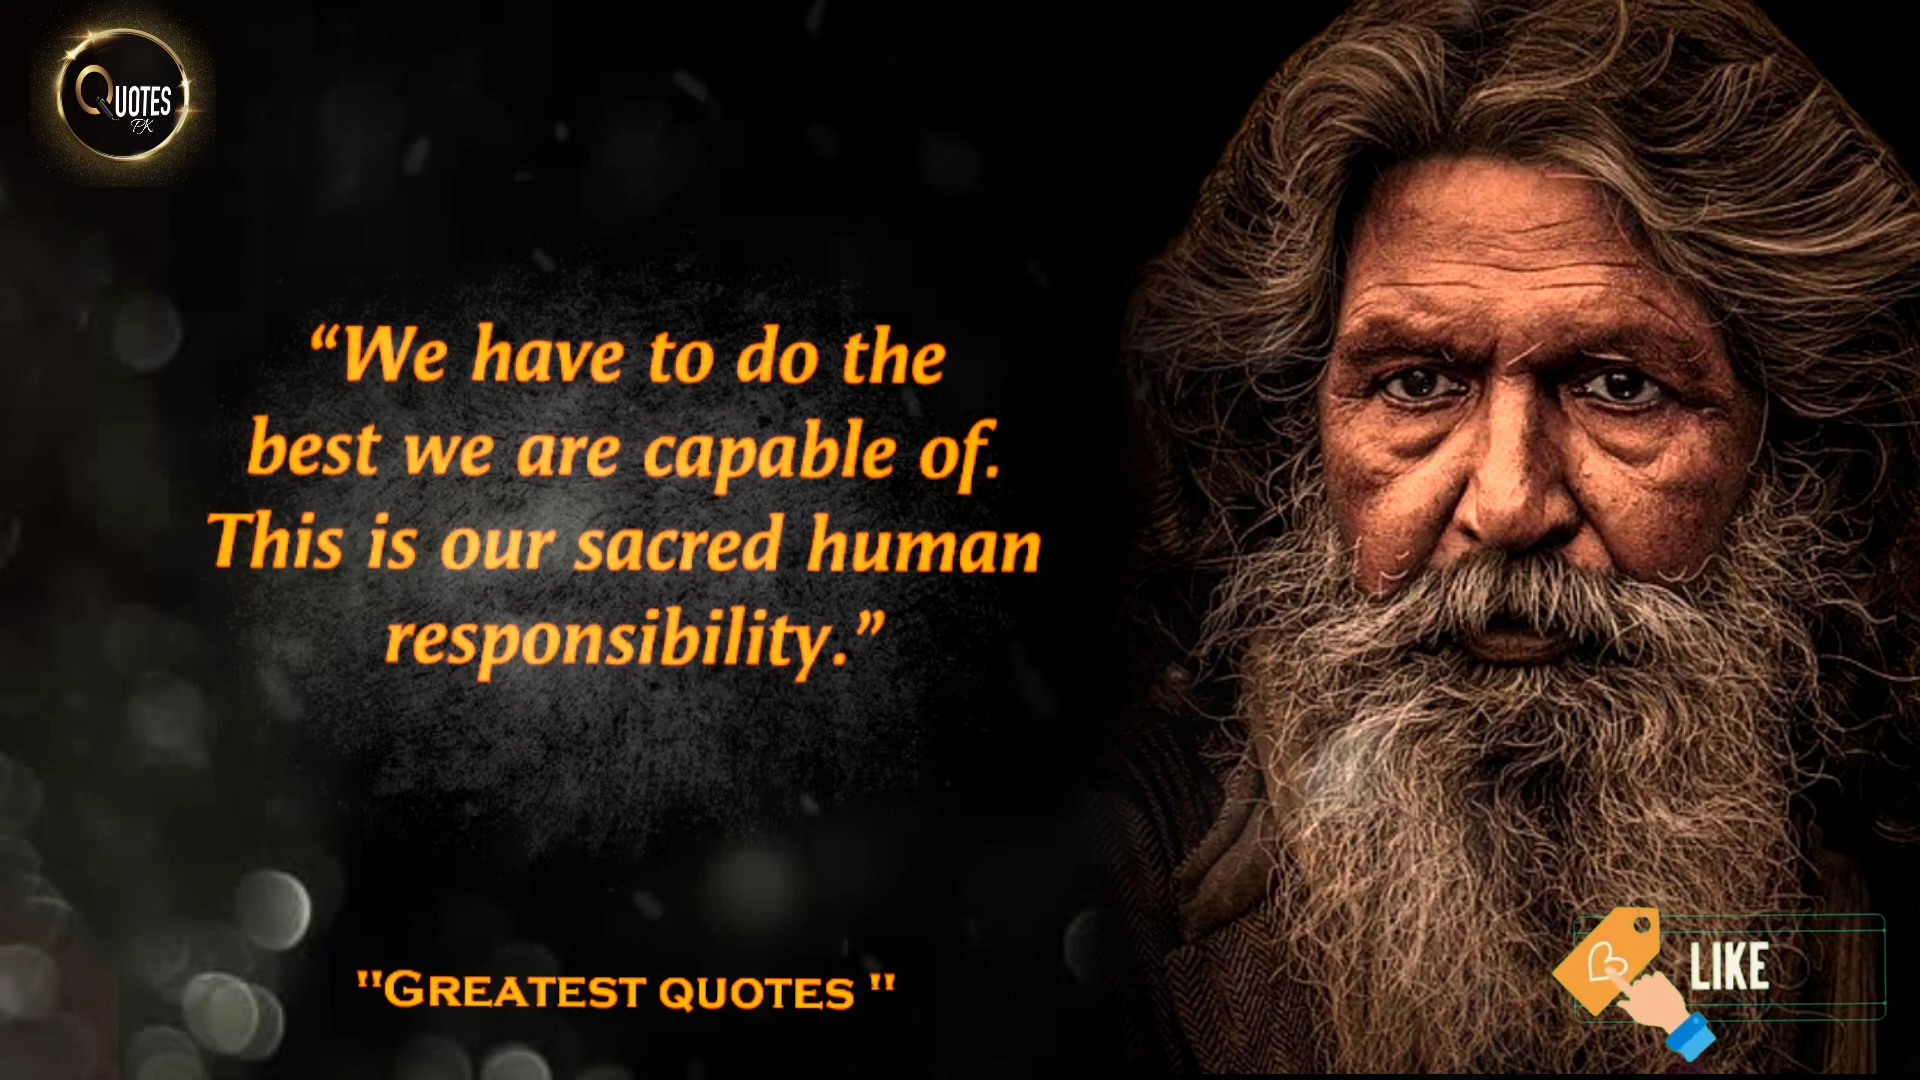 QUOTES
PK
“We have to do the
best we are capable of.
This is our sacred human
responsibility.”
"GREATEST QUOTES "
LIKE